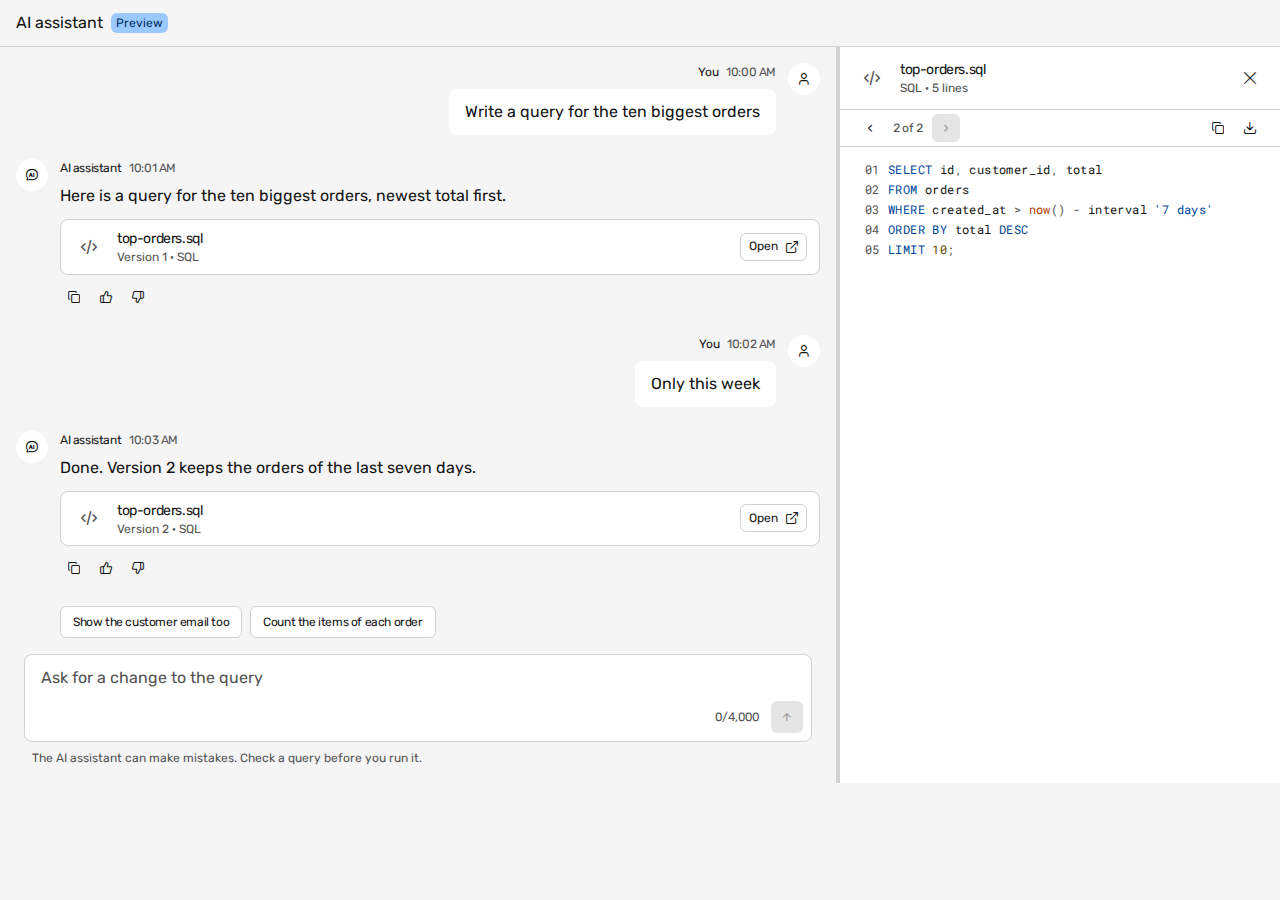 AI assistant Preview
You 10:00 AM
Write a query for the ten biggest orders
AI assistant 10:01 AM
Here is a query for the ten biggest orders, newest total first.
top-orders.sql
Version 1 • SQL
Open
You 10:02 AM
Only this week
AI assistant 10:03 AM
Done. Version 2 keeps the orders of the last seven days.
top-orders.sql
Version 2 • SQL
Open
Show the customer email too
Count the items of each order
Ask for a change to the query
0/4,000
The AI assistant can make mistakes. Check a query before you run it.
top-orders.sql
SQL • 5 lines
2 of 2
01 SELECT id, customer_id, total
02 FROM orders
03 WHERE created_at > now() - interval '7 days'
04 ORDER BY total DESC
05 LIMIT 10;